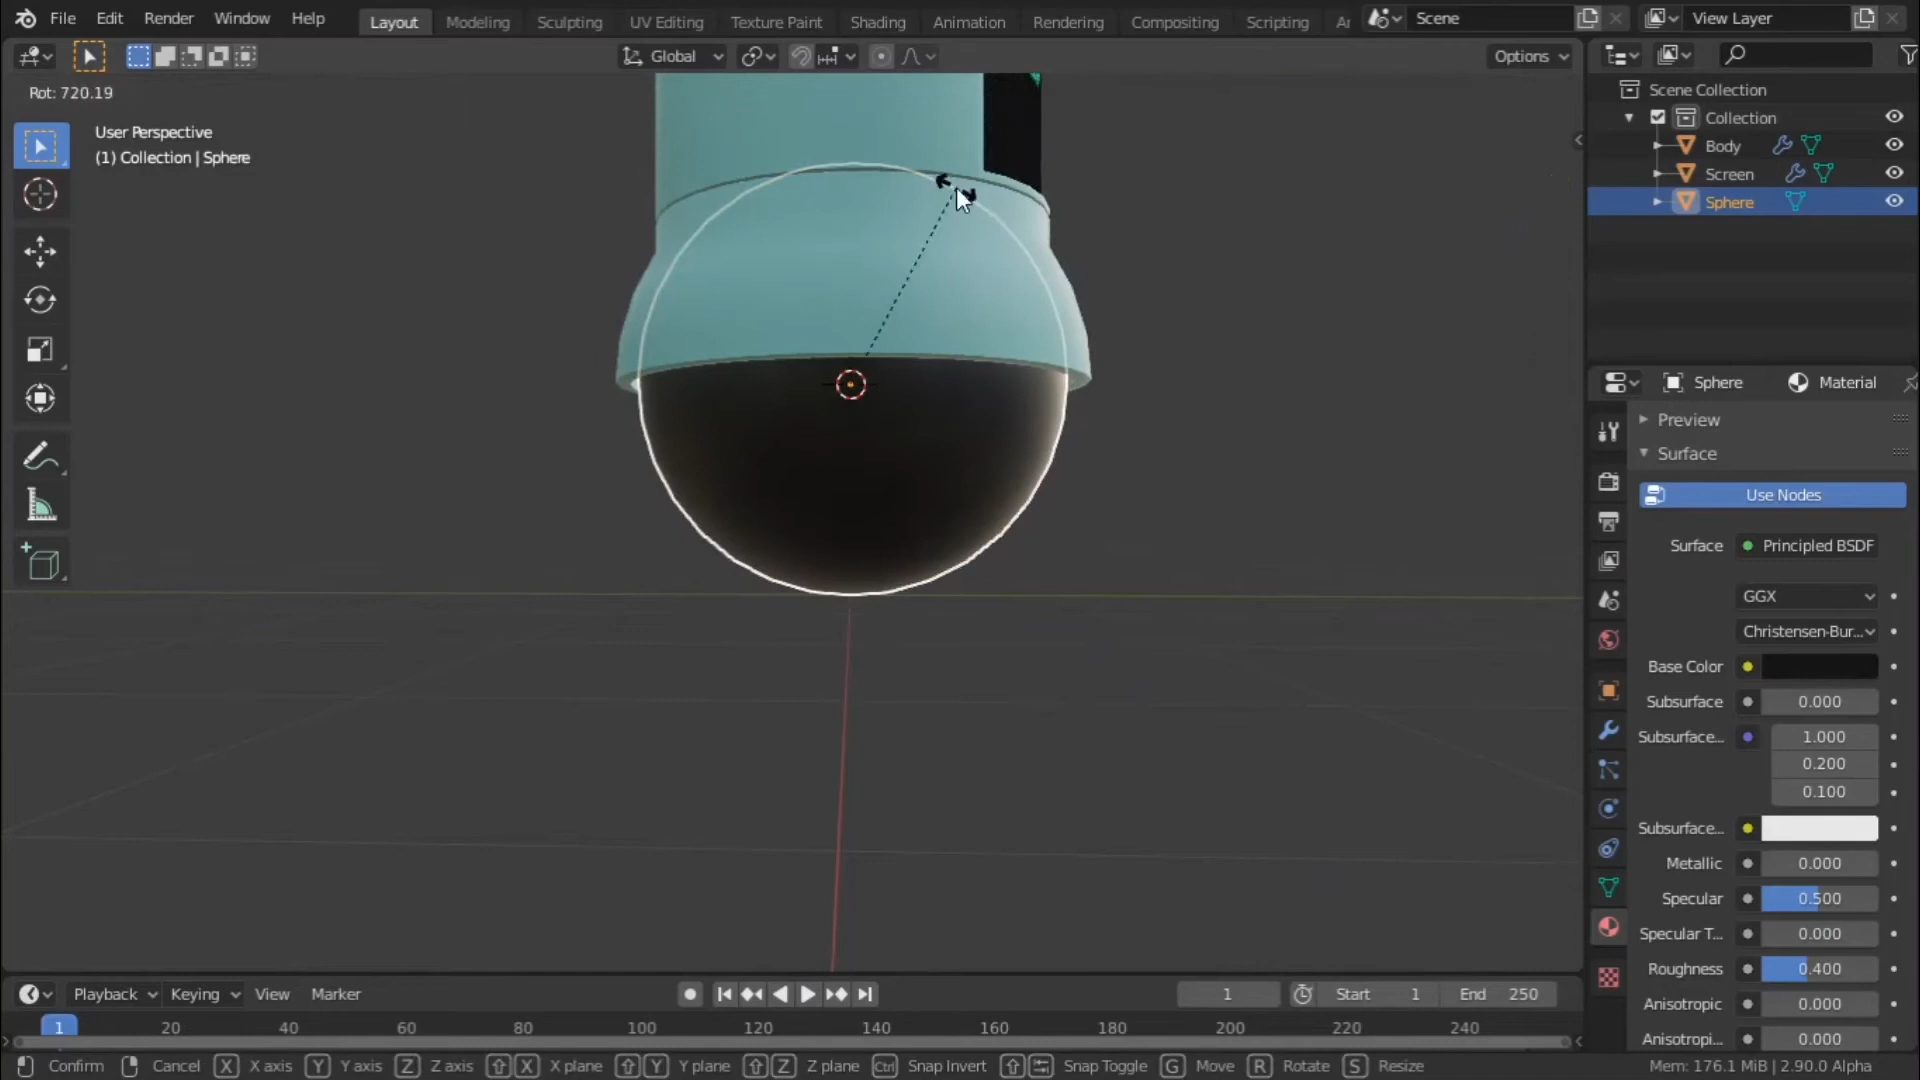 File Edit Render Window Help Layout Modeling Sculpting UV Editing Texture Paint Shading Animation Rendering Compositing Scripting Ar Scene View Layer
Global Options
Rot: 720.19
User Perspective
(1) Collection | Sphere
Scene Collection
Collection
Body
Screen
Sphere
Sphere Material
Preview
Surface
Use Nodes
Surface Principled BSDF
GGX
Christensen-Bur...
Base Color
Subsurface 0.000
Subsurface... 1.000
0.200
0.100
Subsurface...
Metallic 0.000
Specular 0.500
Specular T... 0.000
Roughness 0.400
Anisotropic 0.000
Anisotropi... 0.000
Playback Keying View Marker 1 Start 1 End 250
1 20 40 60 80 100 120 140 160 180 200 220 240
Confirm Cancel X X axis Y Y axis Z Z axis X X plane Y Y plane Z Z plane Ctrl Snap Invert Snap Toggle G Move R Rotate S Resize Mem: 176.1 MiB | 2.90.0 Alpha